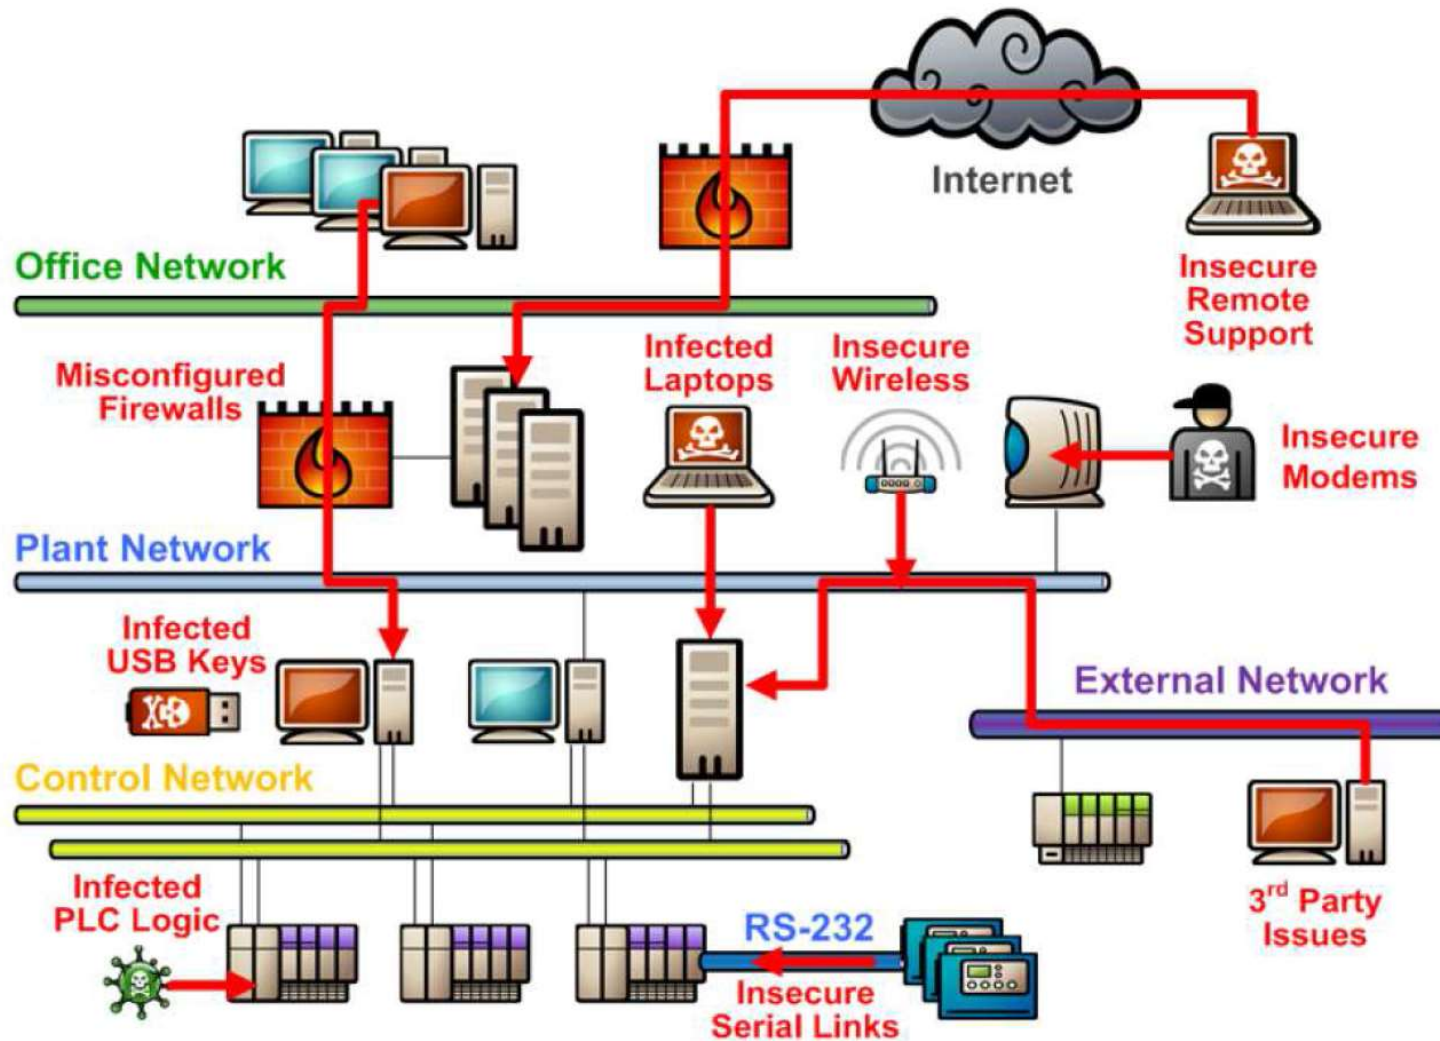 Internet
Insecure
Remote
Support
Office Network
Misconfigured
Firewalls
Infected
Laptops
Insecure
Wireless
Insecure
Modems
Plant Network
Infected
USB Keys
External Network
Control Network
Infected
PLC Logic
RS-232
Insecure
Serial Links
3rd Party
Issues